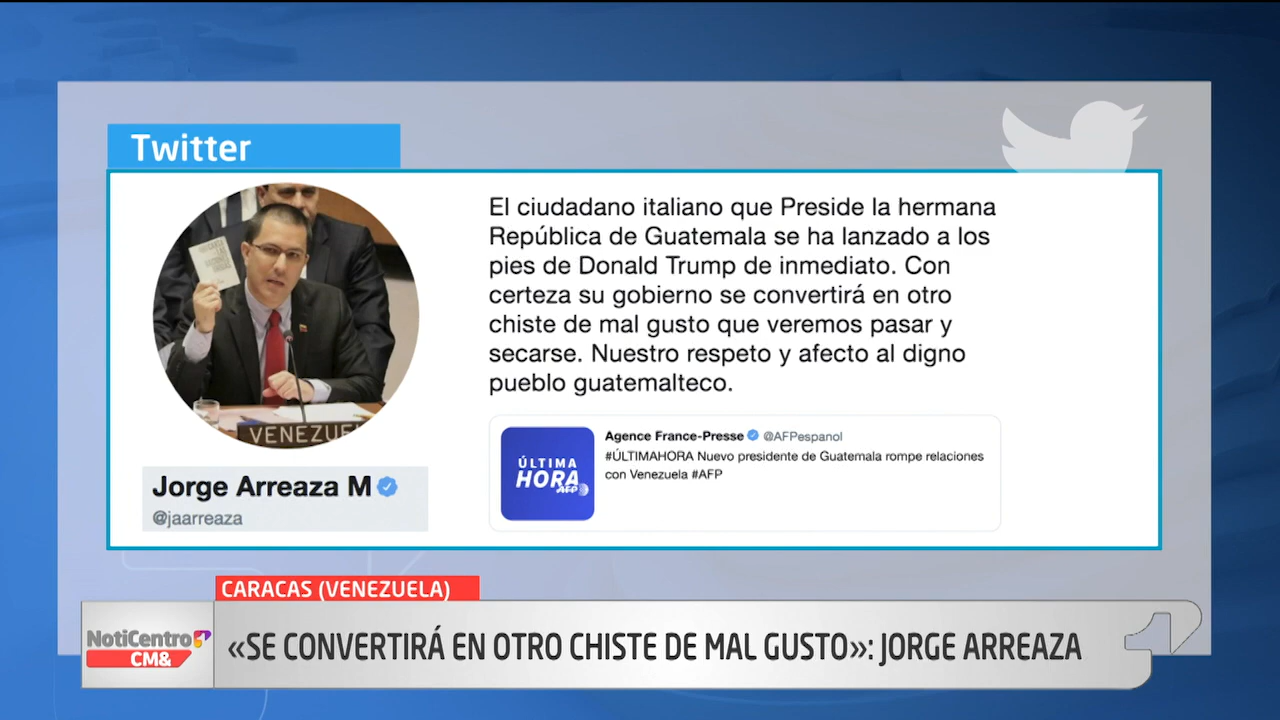 Twitter
El ciudadano italiano que Preside la hermana
República de Guatemala se ha lanzado a los
pies de Donald Trump de inmediato. Con
certeza su gobierno se convertirá en otro
chiste de mal gusto que veremos pasar y
secarse. Nuestro respeto y afecto al digno
pueblo guatemalteco.
VENEZUE
Jorge Arreaza M
@jaarreaza
Agence France-Presse @AFPespanol
#ÚLTIMAHORA Nuevo presidente de Guatemala rompe relaciones
con Venezuela #AFP
ÚLTIMA
HORA
AFP
CARACAS (VENEZUELA)
NotiCentro 1
CM&
«SE CONVERTIRÁ EN OTRO CHISTE DE MAL GUSTO»: JORGE ARREAZA
1